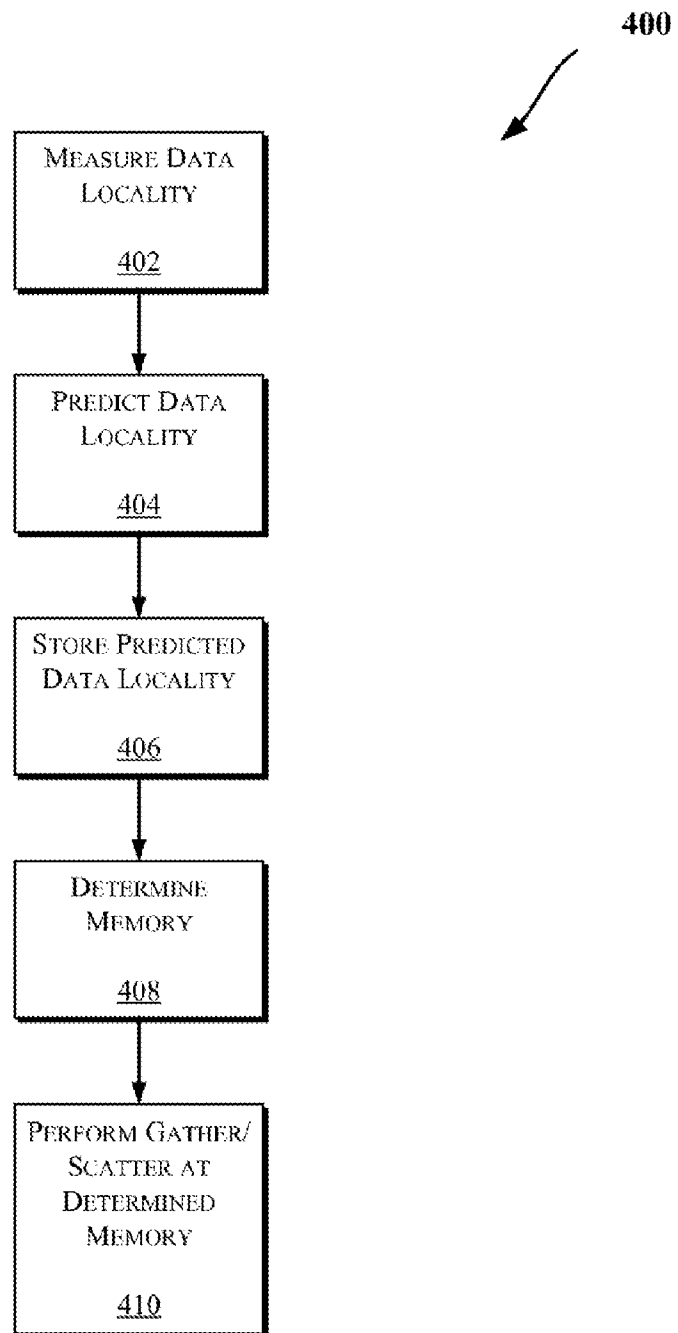 400
MEASURE DATA
LOCALITY
402
PREDICT DATA
LOCALITY
404
STORE PREDICTED
DATA LOCALITY
406
DETERMINE
MEMORY
408
PERFORM GATHER/
SCATTER AT
DETERMINED
MEMORY
410